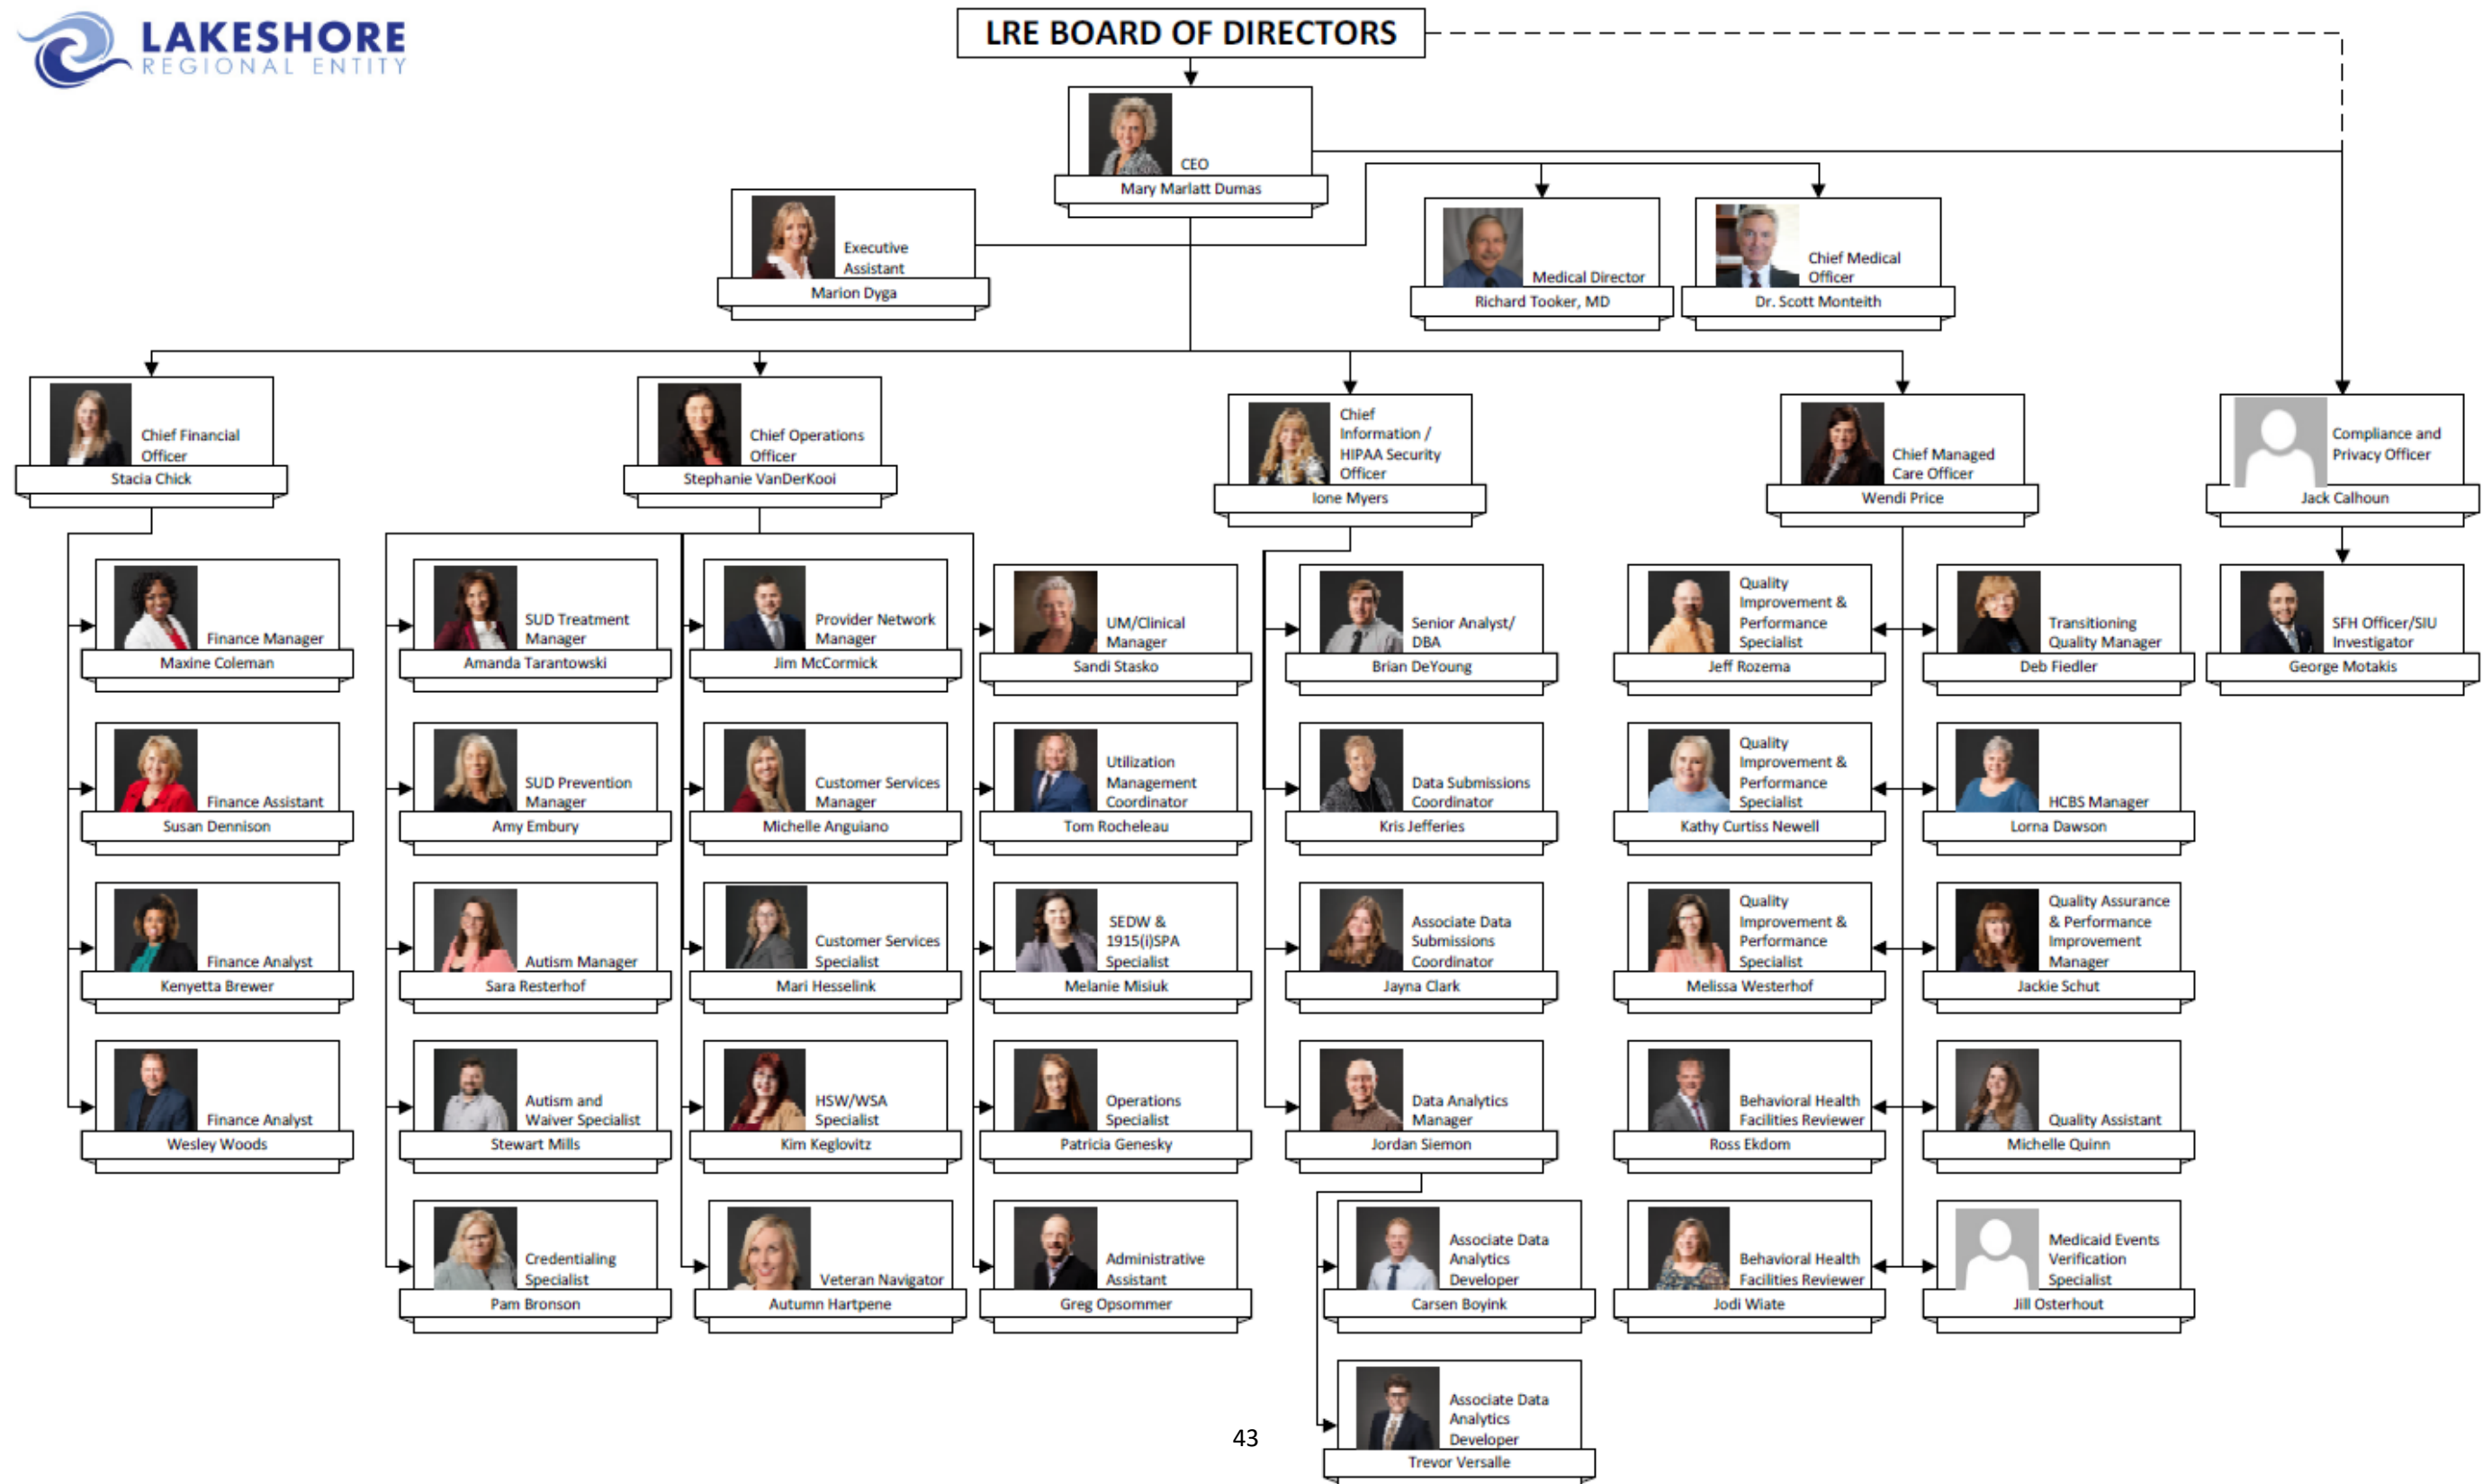 LAKESHORE
REGIONAL ENTITY
LRE BOARD OF DIRECTORS
CEO
Mary Marlatt Dumas
Executive
Assistant
Marion Dyga
Medical Director
Richard Tooker, MD
Chief Medical
Officer
Dr. Scott Monteith
Chief Financial
Officer
Stacia Chick
Chief Operations
Officer
Stephanie VanDerKooi
Chief
Information /
HIPAA Security
Officer
Ione Myers
Chief Managed
Care Officer
Wendi Price
Compliance and
Privacy Officer
Jack Calhoun
Finance Manager
Maxine Coleman
SUD Treatment
Manager
Amanda Tarantowski
Provider Network
Manager
Jim McCormick
UM/Clinical
Manager
Sandi Stasko
Senior Analyst/
DBA
Brian DeYoung
Quality
Improvement &
Performance
Specialist
Jeff Rozema
Transitioning
Quality Manager
Deb Fiedler
SFH Officer/SIU
Investigator
George Motakis
Finance Assistant
Susan Dennison
SUD Prevention
Manager
Amy Embury
Customer Services
Manager
Michelle Anguiano
Utilization
Management
Coordinator
Tom Rocheleau
Data Submissions
Coordinator
Kris Jefferies
Quality
Improvement &
Performance
Specialist
Kathy Curtiss Newell
HCBS Manager
Lorna Dawson
Finance Analyst
Kenyetta Brewer
Autism Manager
Sara Resterhof
Customer Services
Specialist
Mari Hesselink
SEDW &
1915(i)SPA
Specialist
Melanie Misiuk
Associate Data
Submissions
Coordinator
Jayna Clark
Quality
Improvement &
Performance
Specialist
Melissa Westerhof
Quality Assurance
& Performance
Improvement
Manager
Jackie Schut
Finance Analyst
Wesley Woods
Autism and
Waiver Specialist
Stewart Mills
HSW/WSA
Specialist
Kim Keglovitz
Operations
Specialist
Patricia Genesky
Data Analytics
Manager
Jordan Siemon
Behavioral Health
Facilities Reviewer
Ross Ekdom
Quality Assistant
Michelle Quinn
Credentialing
Specialist
Pam Bronson
Veteran Navigator
Autumn Hartpene
Administrative
Assistant
Greg Opsommer
Associate Data
Analytics
Developer
Carsen Boyink
Behavioral Health
Facilities Reviewer
Jodi Wiate
Medicaid Events
Verification
Specialist
Jill Osterhout
Associate Data
Analytics
Developer
Trevor Versalle
43